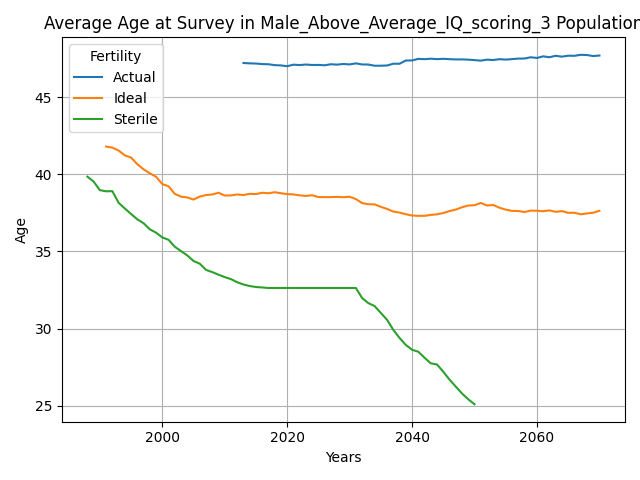 Average Age at Survey in Male_Above_Average_IQ_scoring_3 Population
Fertility
Actual
Ideal
Sterile
45
40
35
30
25
Age
2000
2020
2040
2060
Years